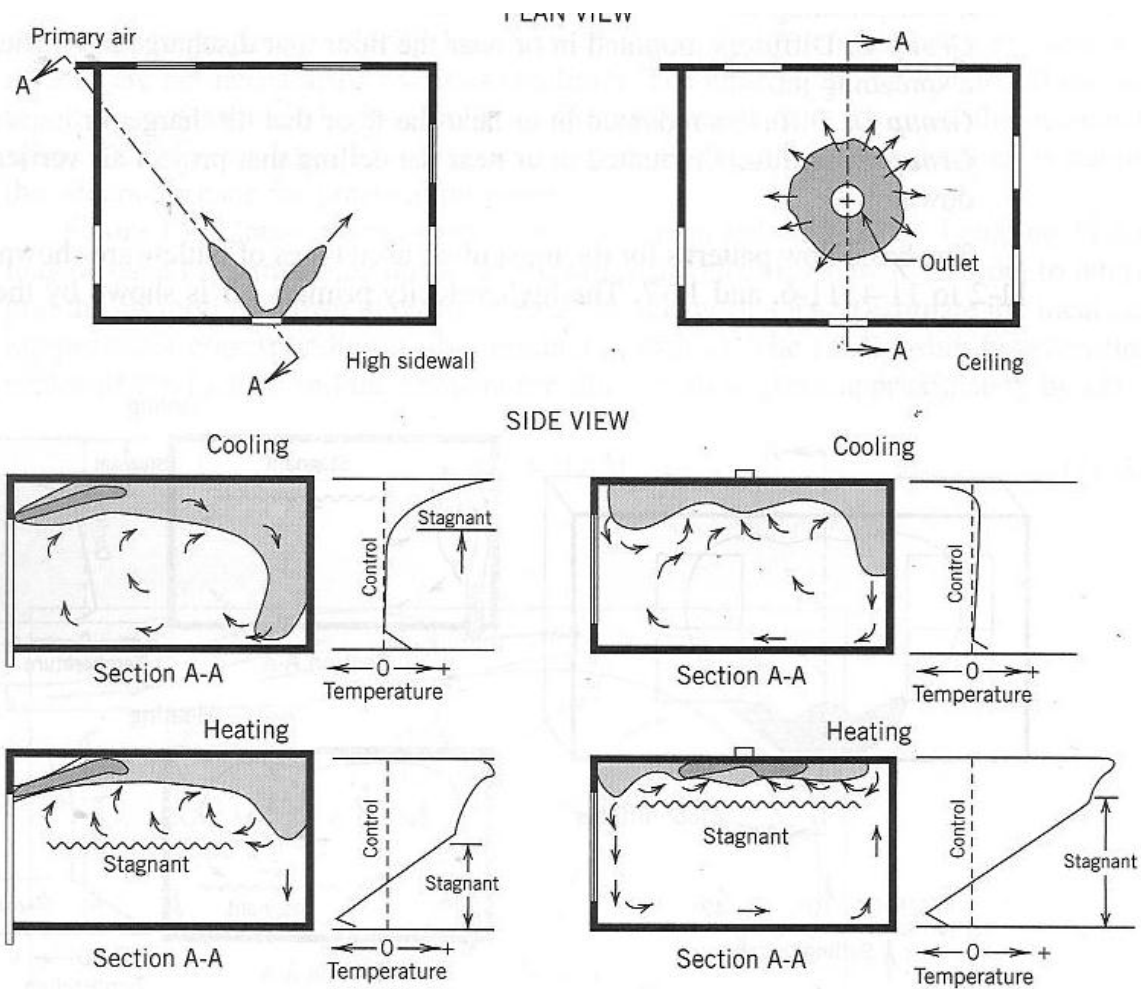 PLAN VIEW
Primary air
A
A
High sidewall
A
Outlet
A
Ceiling
SIDE VIEW
Cooling
Control
Stagnant
Section A-A
0 +
Temperature
Cooling
Control
Section A-A
0 +
Temperature
Heating
Stagnant
Control
Stagnant
Section A-A
0 +
Temperature
Heating
Stagnant
Control
Stagnant
Section A-A
0 +
Temperature